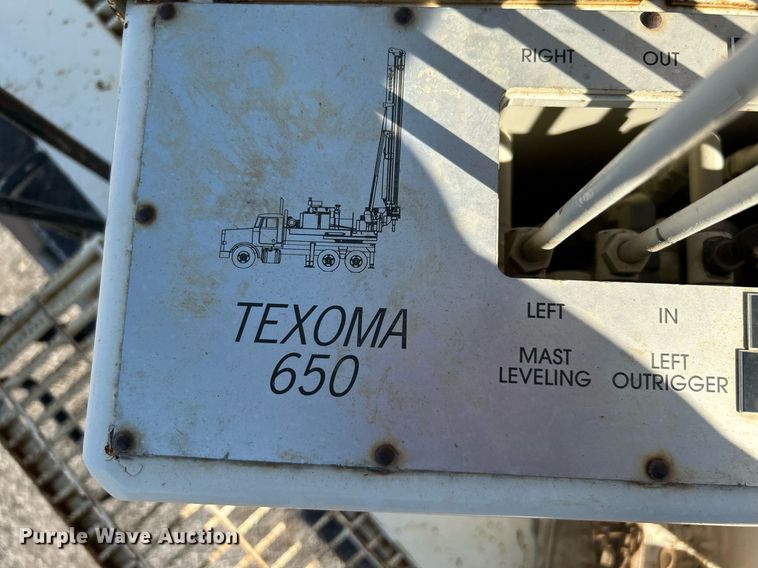 RIGHT OUT
TEXOMA
650
LEFT IN
MAST LEFT
LEVELING OUTRIGGER
Purple Wave Auction